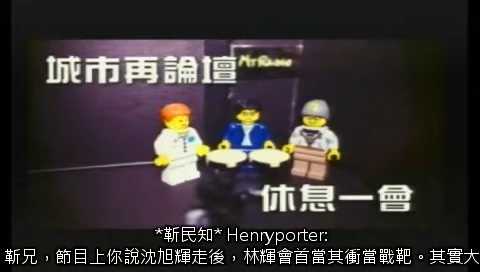 城市再論壇
MyRadio
休息一會
*靳民知* Henryporter:
靳兄，節目上你說沈旭輝走後，林輝會首當其衝當戰靶。其實大